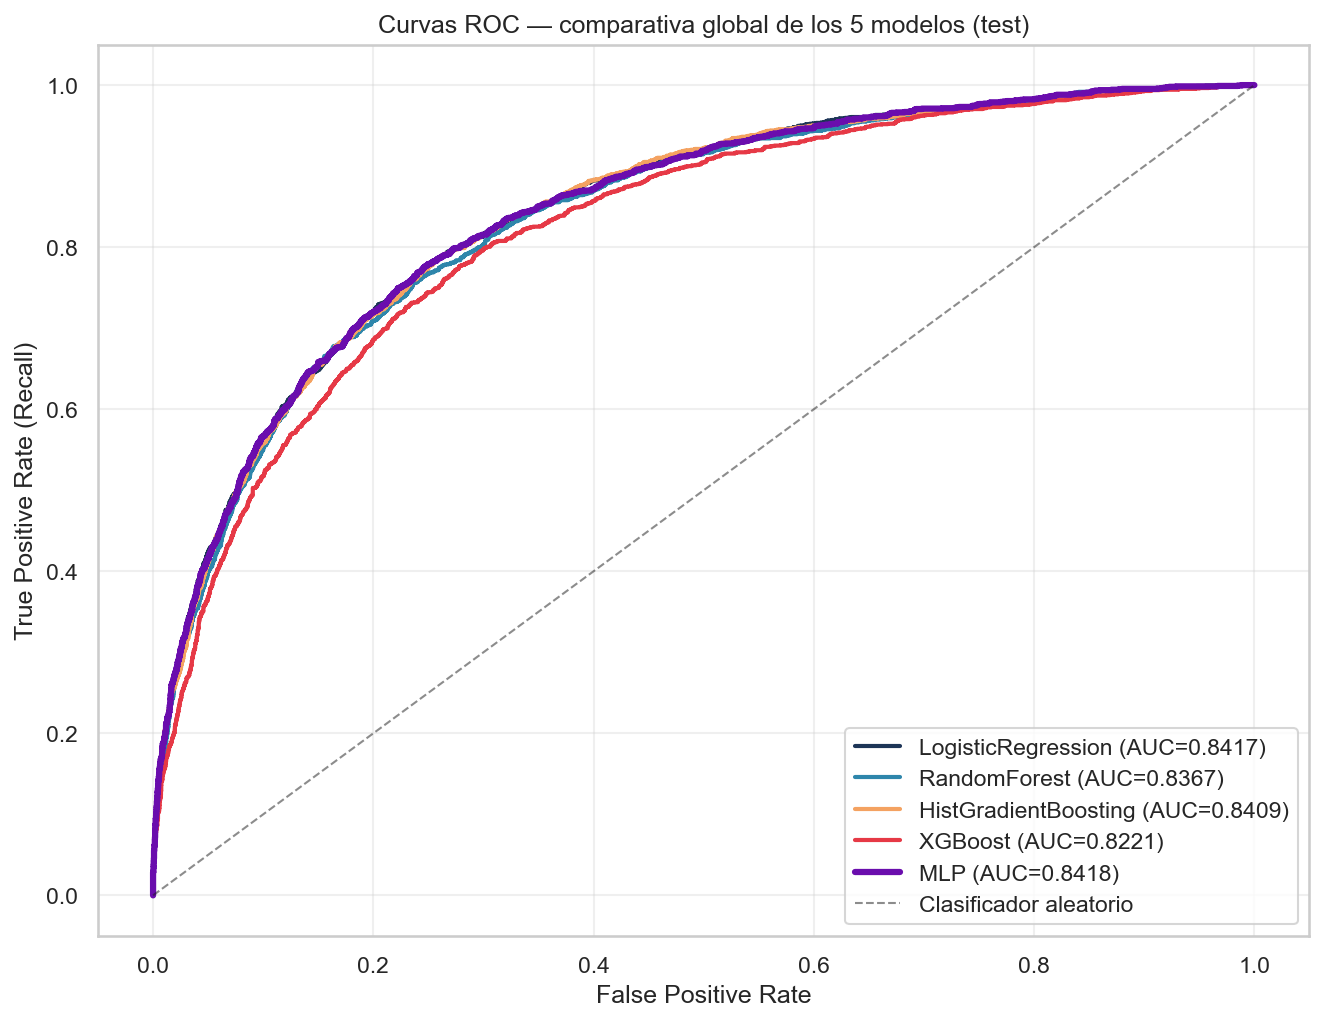 Curvas ROC — comparativa global de los 5 modelos (test)
True Positive Rate (Recall)
1.0
0.8
0.6
0.4
0.2
0.0
LogisticRegression (AUC=0.8417)
RandomForest (AUC=0.8367)
HistGradientBoosting (AUC=0.8409)
XGBoost (AUC=0.8221)
MLP (AUC=0.8418)
Clasificador aleatorio
0.0 0.2 0.4 0.6 0.8 1.0
False Positive Rate